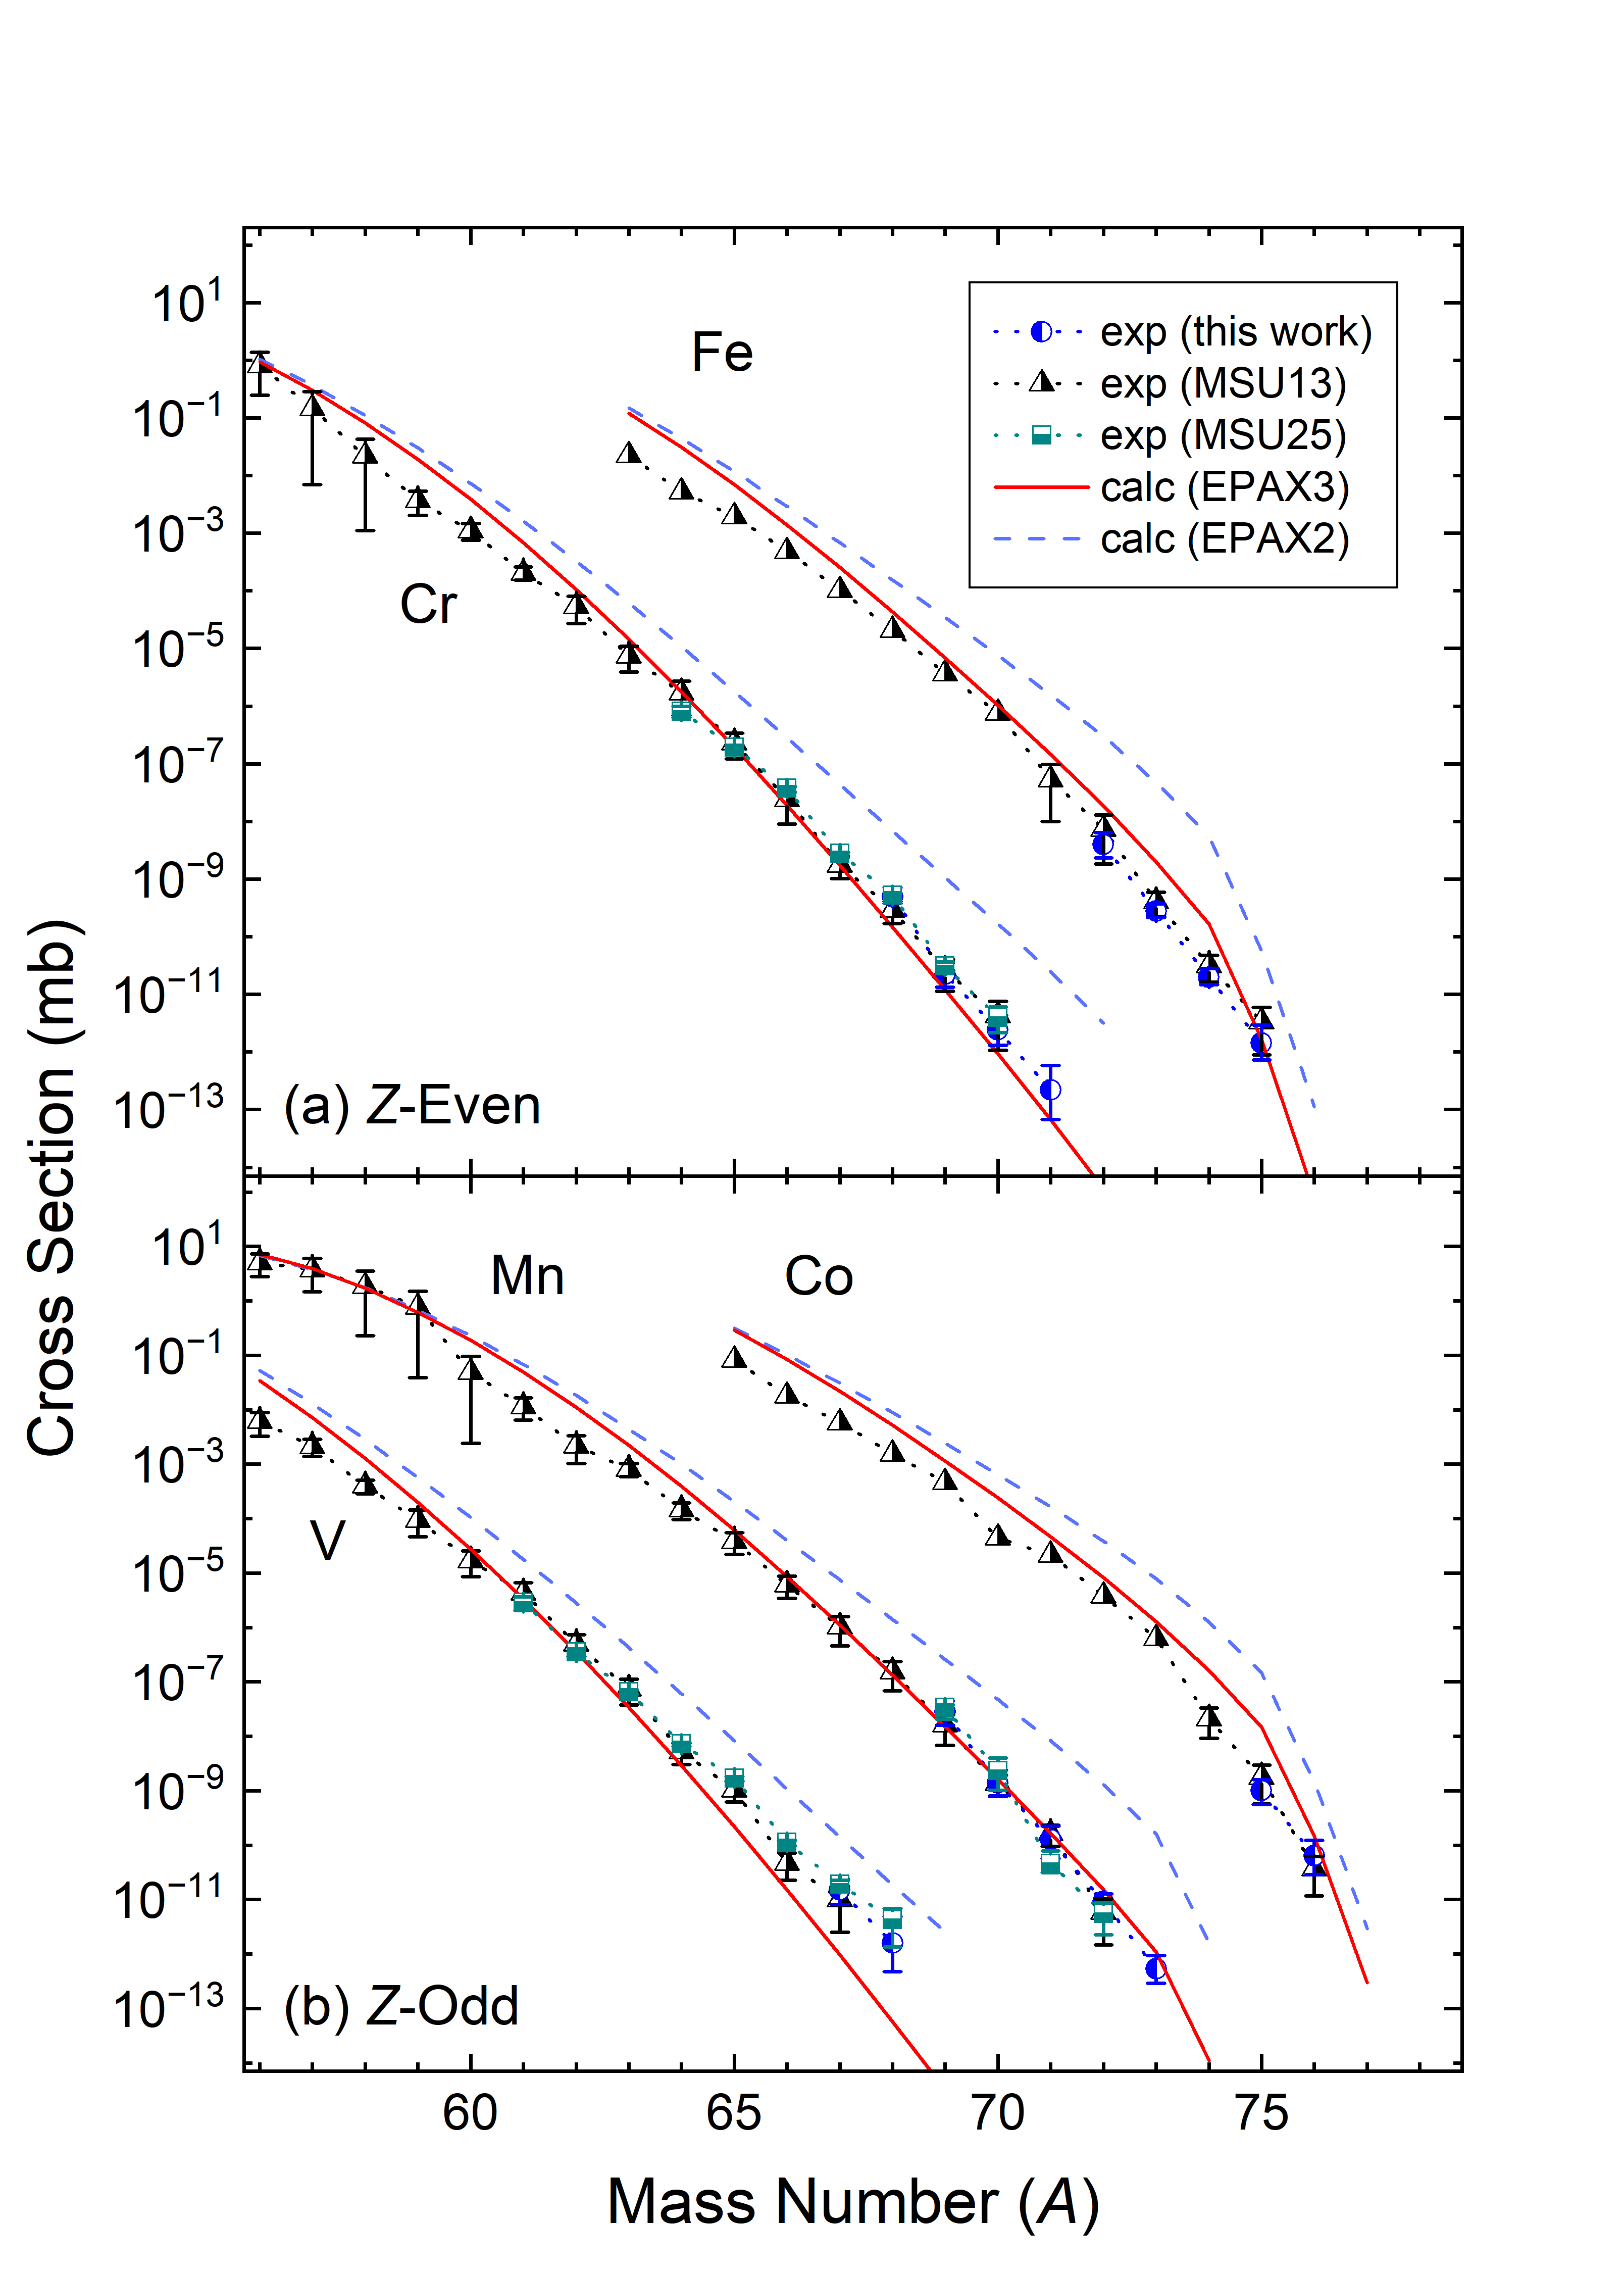 Cross Section (mb)
10^1
10^−1
10^−3
10^−5
10^−7
10^−9
10^−11
10^−13
Fe
Cr
exp (this work)
exp (MSU13)
exp (MSU25)
calc (EPAX3)
calc (EPAX2)
(a) Z-Even
10^1
10^−1
10^−3
10^−5
10^−7
10^−9
10^−11
10^−13
Mn
Co
V
(b) Z-Odd
60 65 70 75
Mass Number (A)